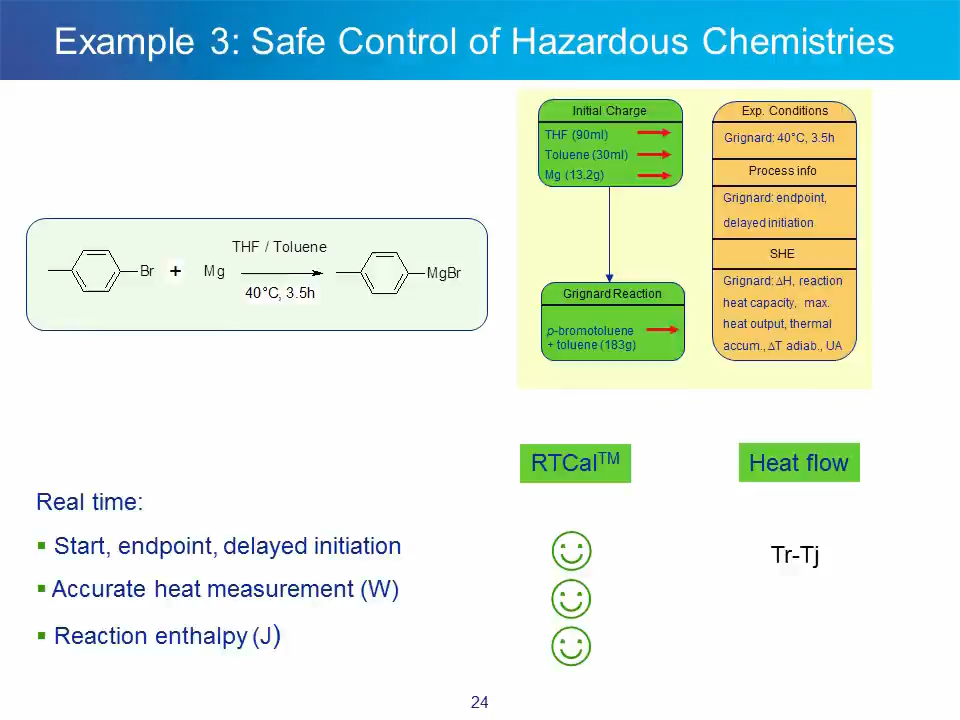 Example 3: Safe Control of Hazardous Chemistries
Initial Charge
THF (90ml)
Toluene (30ml)
Mg (13.2g)
Exp. Conditions
Grignard: 40°C, 3.5h
Process info
Grignard: endpoint,
delayed initiation
SHE
Grignard: ΔH, reaction
heat capacity, max.
heat output, thermal
accum., ΔT adiab., UA
THF / Toluene
Br + Mg
MgBr
40°C, 3.5h
Grignard Reaction
p-bromotoluene
+ toluene (183g)
RTCal™
Heat flow
Real time:
▪ Start, endpoint, delayed initiation
Tr-Tj
▪ Accurate heat measurement (W)
▪ Reaction enthalpy (J)
24